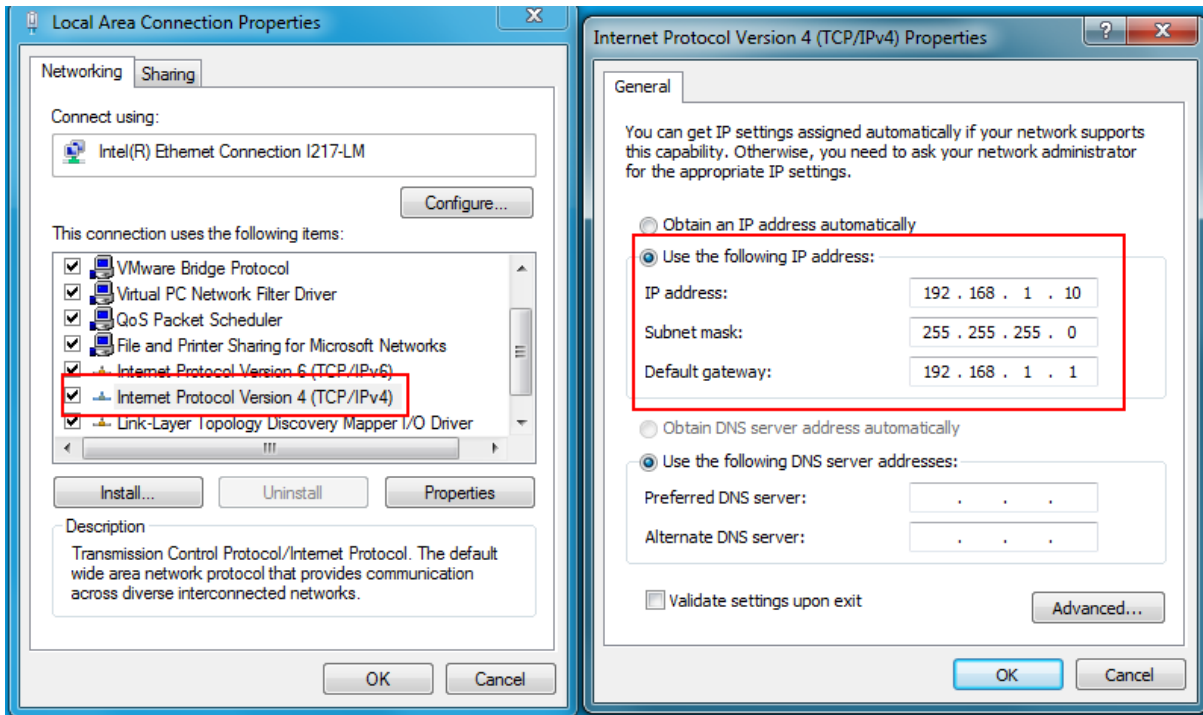 Local Area Connection Properties
X
Networking
Sharing
Connect using:
Intel(R) Ethernet Connection I217-LM
Configure...
This connection uses the following items:
VMware Bridge Protocol
Virtual PC Network Filter Driver
QoS Packet Scheduler
File and Printer Sharing for Microsoft Networks
Internet Protocol Version 6 (TCP/IPv6)
Internet Protocol Version 4 (TCP/IPv4)
Link-Layer Topology Discovery Mapper I/O Driver
Install...
Uninstall
Properties
Description
Transmission Control Protocol/Internet Protocol. The default
wide area network protocol that provides communication
across diverse interconnected networks.
OK
Cancel
Internet Protocol Version 4 (TCP/IPv4) Properties
?
X
General
You can get IP settings assigned automatically if your network supports
this capability. Otherwise, you need to ask your network administrator
for the appropriate IP settings.
Obtain an IP address automatically
Use the following IP address:
IP address: 192 . 168 . 1 . 10
Subnet mask: 255 . 255 . 255 . 0
Default gateway: 192 . 168 . 1 . 1
Obtain DNS server address automatically
Use the following DNS server addresses:
Preferred DNS server: . . .
Alternate DNS server: . . .
Validate settings upon exit
Advanced...
OK
Cancel